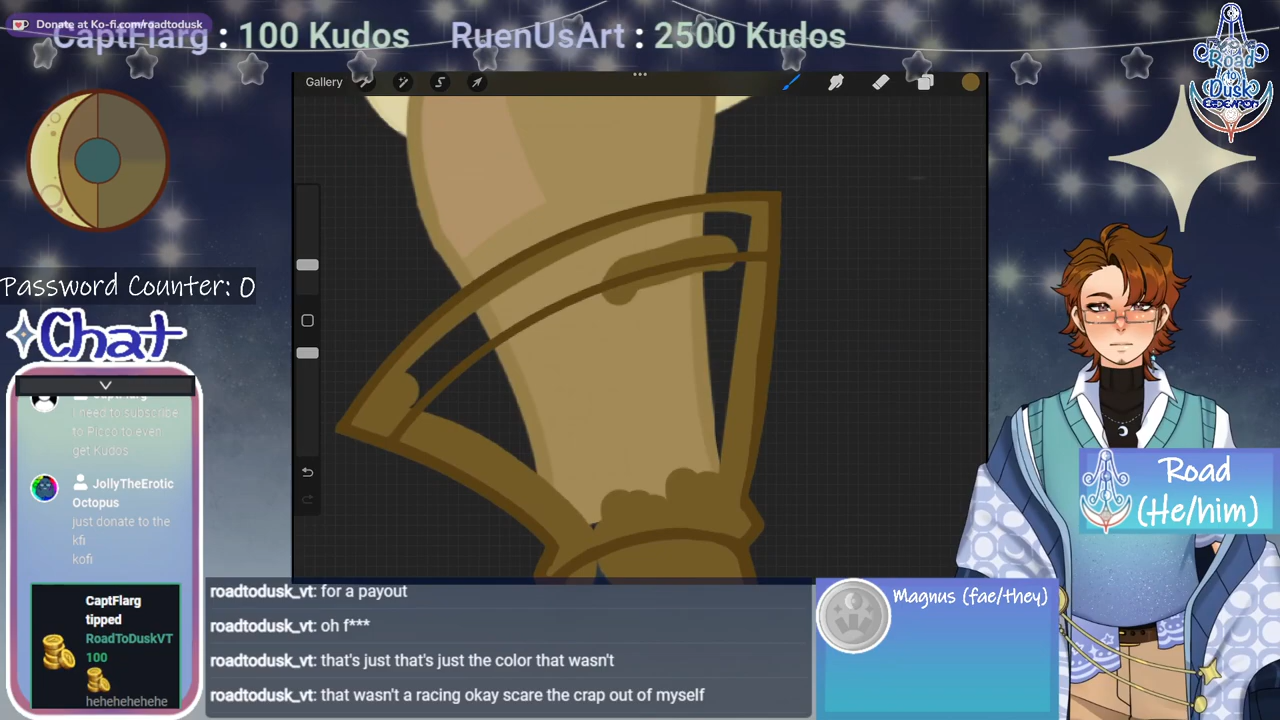 Donate at Ko-fi.com/roadtodusk
CaptFlarg : 100 Kudos RuenUsArt : 2500 Kudos
Road
to
Dusk
Gallery
Password Counter: 0
Chat
CaptFlarg
I need to subscribe
to Picco to even
get Kudos
JollyTheErotic
Octopus
just donate to the
kfi
kofi
CaptFlarg
tipped
RoadToDuskVT
100
hehehehehehe
roadtodusk_vt: for a payout
roadtodusk_vt: oh f***
roadtodusk_vt: that's just that's just the color that wasn't
roadtodusk_vt: that wasn't a racing okay scare the crap out of myself
Magnus (fae/they)
Road
(He/him)